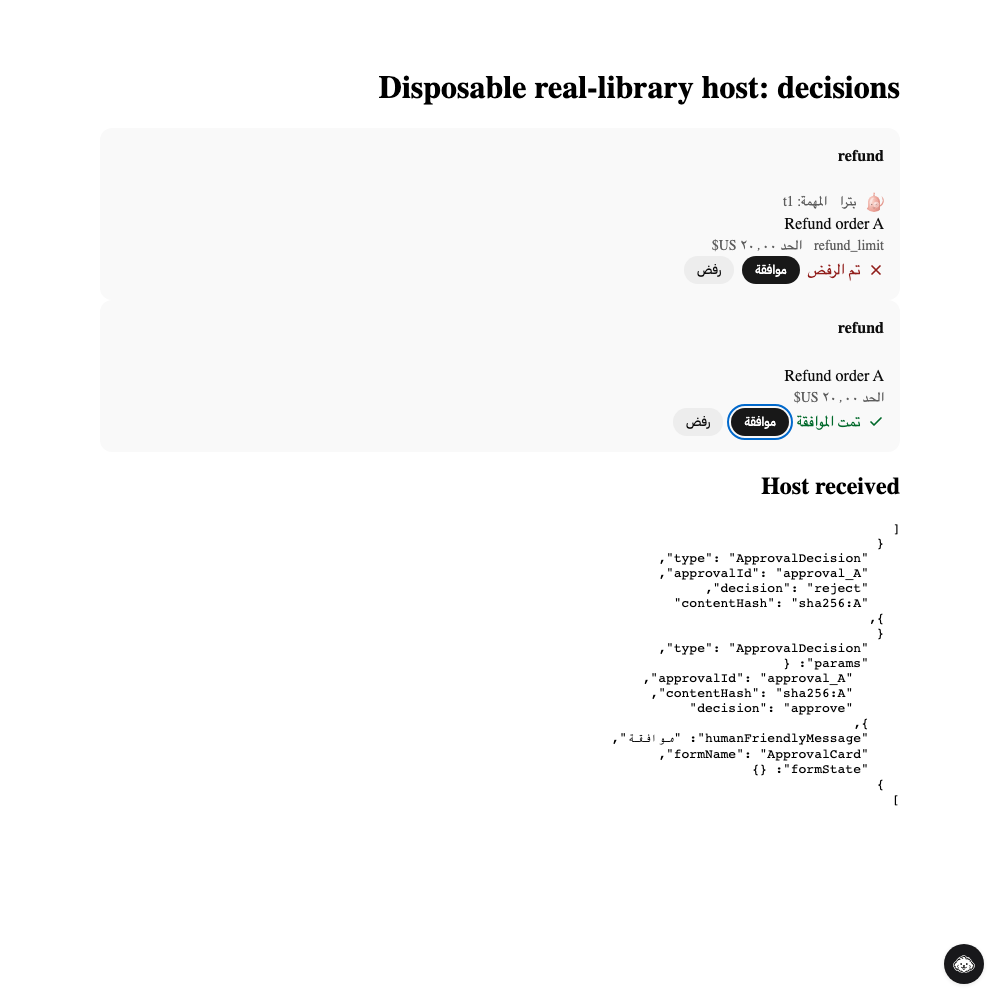 Disposable real-library host: decisions
refund
بترا المهمة: t1
Refund order A
refund_limit الحد ٢٠٫٠٠ US$
تم الرفض موافقة رفض
refund
Refund order A
الحد ٢٠٫٠٠ US$
تمت الموافقة موافقة رفض
Host received
[
{
"type": "ApprovalDecision",
"approvalId": "approval_A",
"decision": "reject",
"contentHash": "sha256:A"
},
{
"type": "ApprovalDecision",
"params": {
"approvalId": "approval_A",
"contentHash": "sha256:A",
"decision": "approve"
},
"humanFriendlyMessage": "موافقة",
"formName": "ApprovalCard",
"formState": {}
}
]